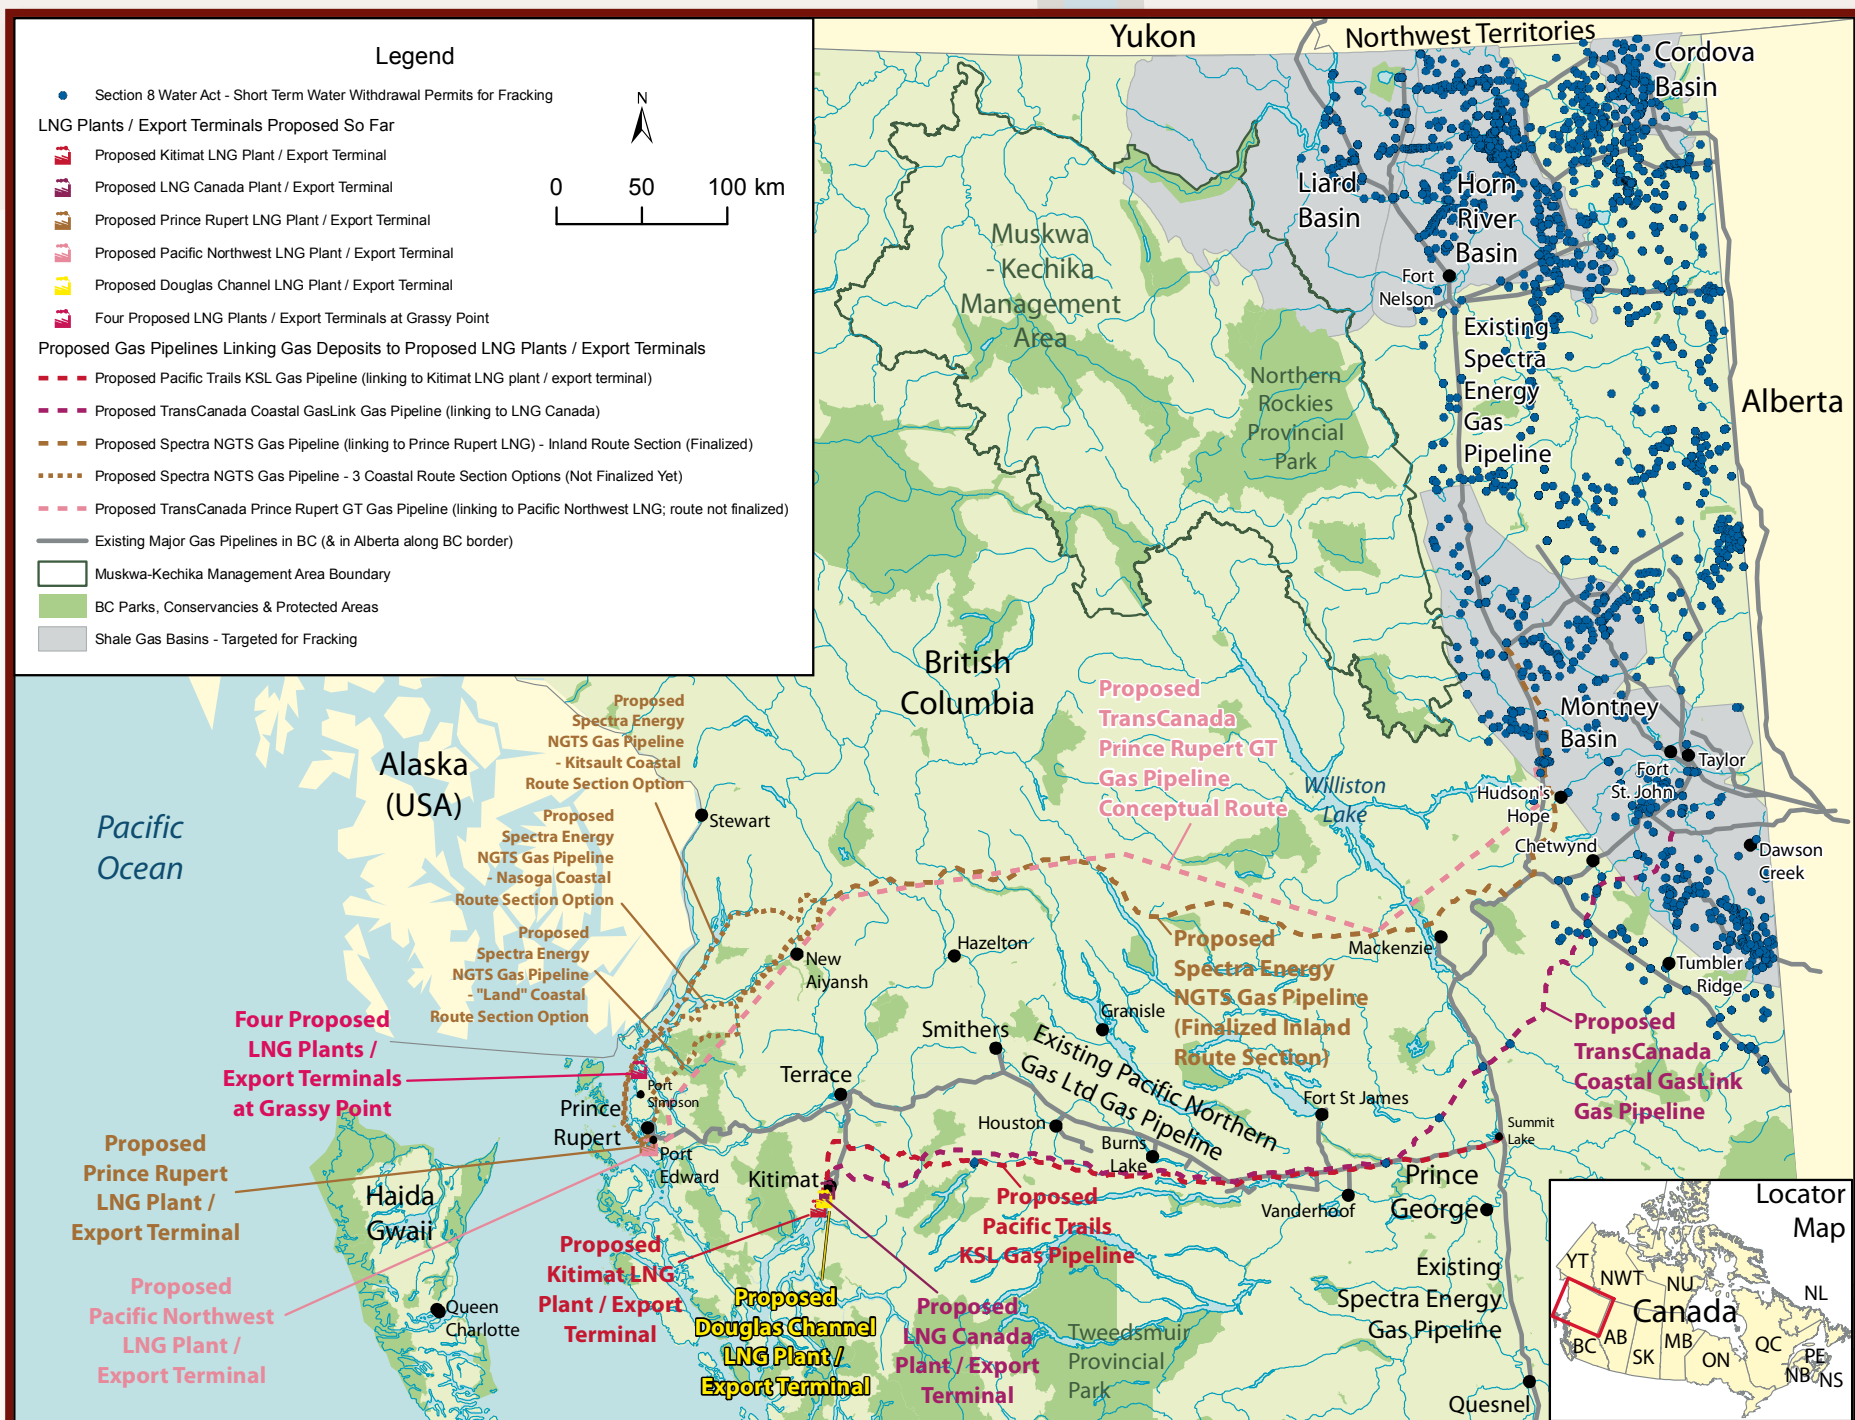 Legend
Section 8 Water Act - Short Term Water Withdrawal Permits for Fracking
LNG Plants / Export Terminals Proposed So Far
Proposed Kitimat LNG Plant / Export Terminal
Proposed LNG Canada Plant / Export Terminal
Proposed Prince Rupert LNG Plant / Export Terminal
Proposed Pacific Northwest LNG Plant / Export Terminal
Proposed Douglas Channel LNG Plant / Export Terminal
Four Proposed LNG Plants / Export Terminals at Grassy Point
Proposed Gas Pipelines Linking Gas Deposits to Proposed LNG Plants / Export Terminals
Proposed Pacific Trails KSL Gas Pipeline (linking to Kitimat LNG plant / export terminal)
Proposed TransCanada Coastal GasLink Gas Pipeline (linking to LNG Canada)
Proposed Spectra NGTS Gas Pipeline (linking to Prince Rupert LNG) - Inland Route Section (Finalized)
Proposed Spectra NGTS Gas Pipeline - 3 Coastal Route Section Options (Not Finalized Yet)
Proposed TransCanada Prince Rupert GT Gas Pipeline (linking to Pacific Northwest LNG; route not finalized)
Existing Major Gas Pipelines in BC (& in Alberta along BC border)
Muskwa-Kechika Management Area Boundary
BC Parks, Conservancies & Protected Areas
Shale Gas Basins - Targeted for Fracking
N
0 50 100 km
Yukon
Northwest Territories
Cordova
Basin
Liard
Basin
Horn
River
Basin
Fort
Nelson
Muskwa
- Kechika
Management
Area
Northern
Rockies
Provincial
Park
Existing
Spectra
Energy
Gas
Pipeline
Alberta
British
Columbia
Alaska
(USA)
Pacific
Ocean
Proposed
Spectra Energy
NGTS Gas Pipeline
- Kitsault Coastal
Route Section Option
Proposed
Spectra Energy
NGTS Gas Pipeline
- Nasoga Coastal
Route Section Option
Proposed
Spectra Energy
NGTS Gas Pipeline
- "Land" Coastal
Route Section Option
Stewart
Proposed
TransCanada
Prince Rupert GT
Gas Pipeline
Conceptual Route
Williston
Lake
Montney
Basin
Fort
St. John
Taylor
Hudson's
Hope
Chetwynd
Dawson
Creek
Tumbler
Ridge
Mackenzie
New
Aiyansh
Hazelton
Granisle
Smithers
Terrace
Houston
Burns
Lake
Fort St James
Vanderhoof
Summit
Lake
Prince
George
Quesnel
Proposed
Spectra Energy
NGTS Gas Pipeline
(Finalized Inland
Route Section)
Existing Pacific Northern
Gas Ltd Gas Pipeline
Proposed
TransCanada
Coastal GasLink
Gas Pipeline
Four Proposed
LNG Plants /
Export Terminals
at Grassy Point
Port
Simpson
Prince
Rupert
Port
Edward
Kitimat
Proposed
Prince Rupert
LNG Plant /
Export Terminal
Haida
Gwaii
Queen
Charlotte
Proposed
Pacific Northwest
LNG Plant /
Export Terminal
Proposed
Kitimat LNG
Plant / Export
Terminal
Proposed
Douglas Channel
LNG Plant /
Export Terminal
Proposed
LNG Canada
Plant / Export
Terminal
Proposed
Pacific Trails
KSL Gas Pipeline
Tweedsmuir
Provincial
Park
Existing
Spectra Energy
Gas Pipeline
Locator
Map
YT
NWT
NU
NL
Canada
BC
AB
SK
MB
ON
QC
PE
NB
NS